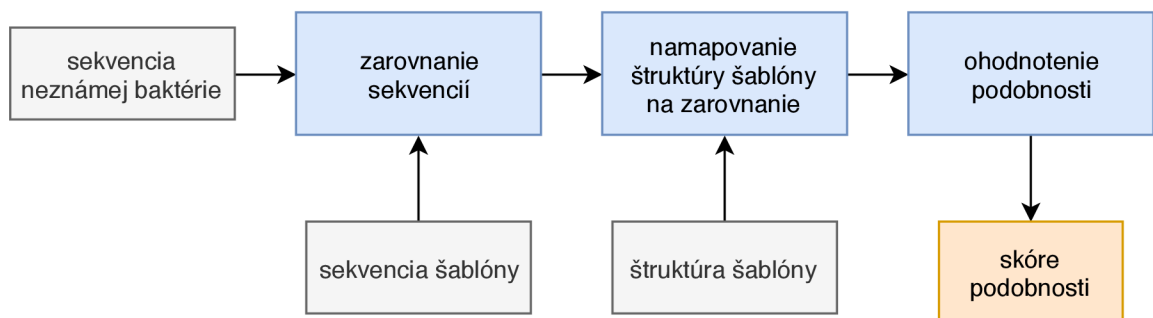 sekvencia
neznámej baktérie
zarovnanie
sekvencií
namapovanie
štruktúry šablóny
na zarovnanie
ohodnotenie
podobnosti
sekvencia šablóny
štruktúra šablóny
skóre
podobnosti